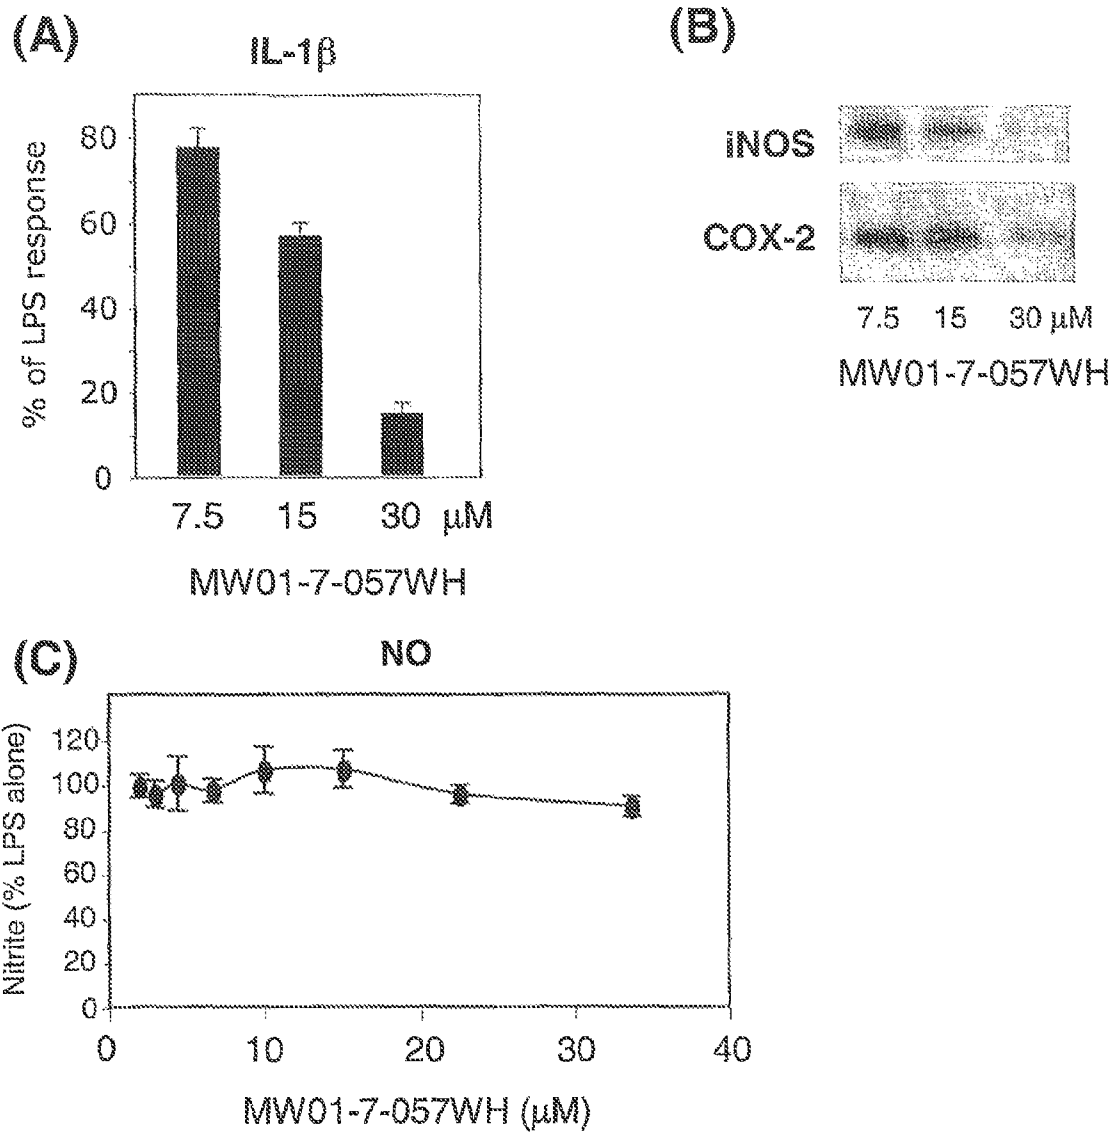 (A)
IL-1β
% of LPS response
80
60
40
20
0
7.5 15 30 μM
MW01-7-057WH
(B)
iNOS
COX-2
7.5 15 30 μM
MW01-7-057WH
(C)
NO
Nitrite (% LPS alone)
120
100
80
60
40
20
0
0 10 20 30 40
MW01-7-057WH (μM)